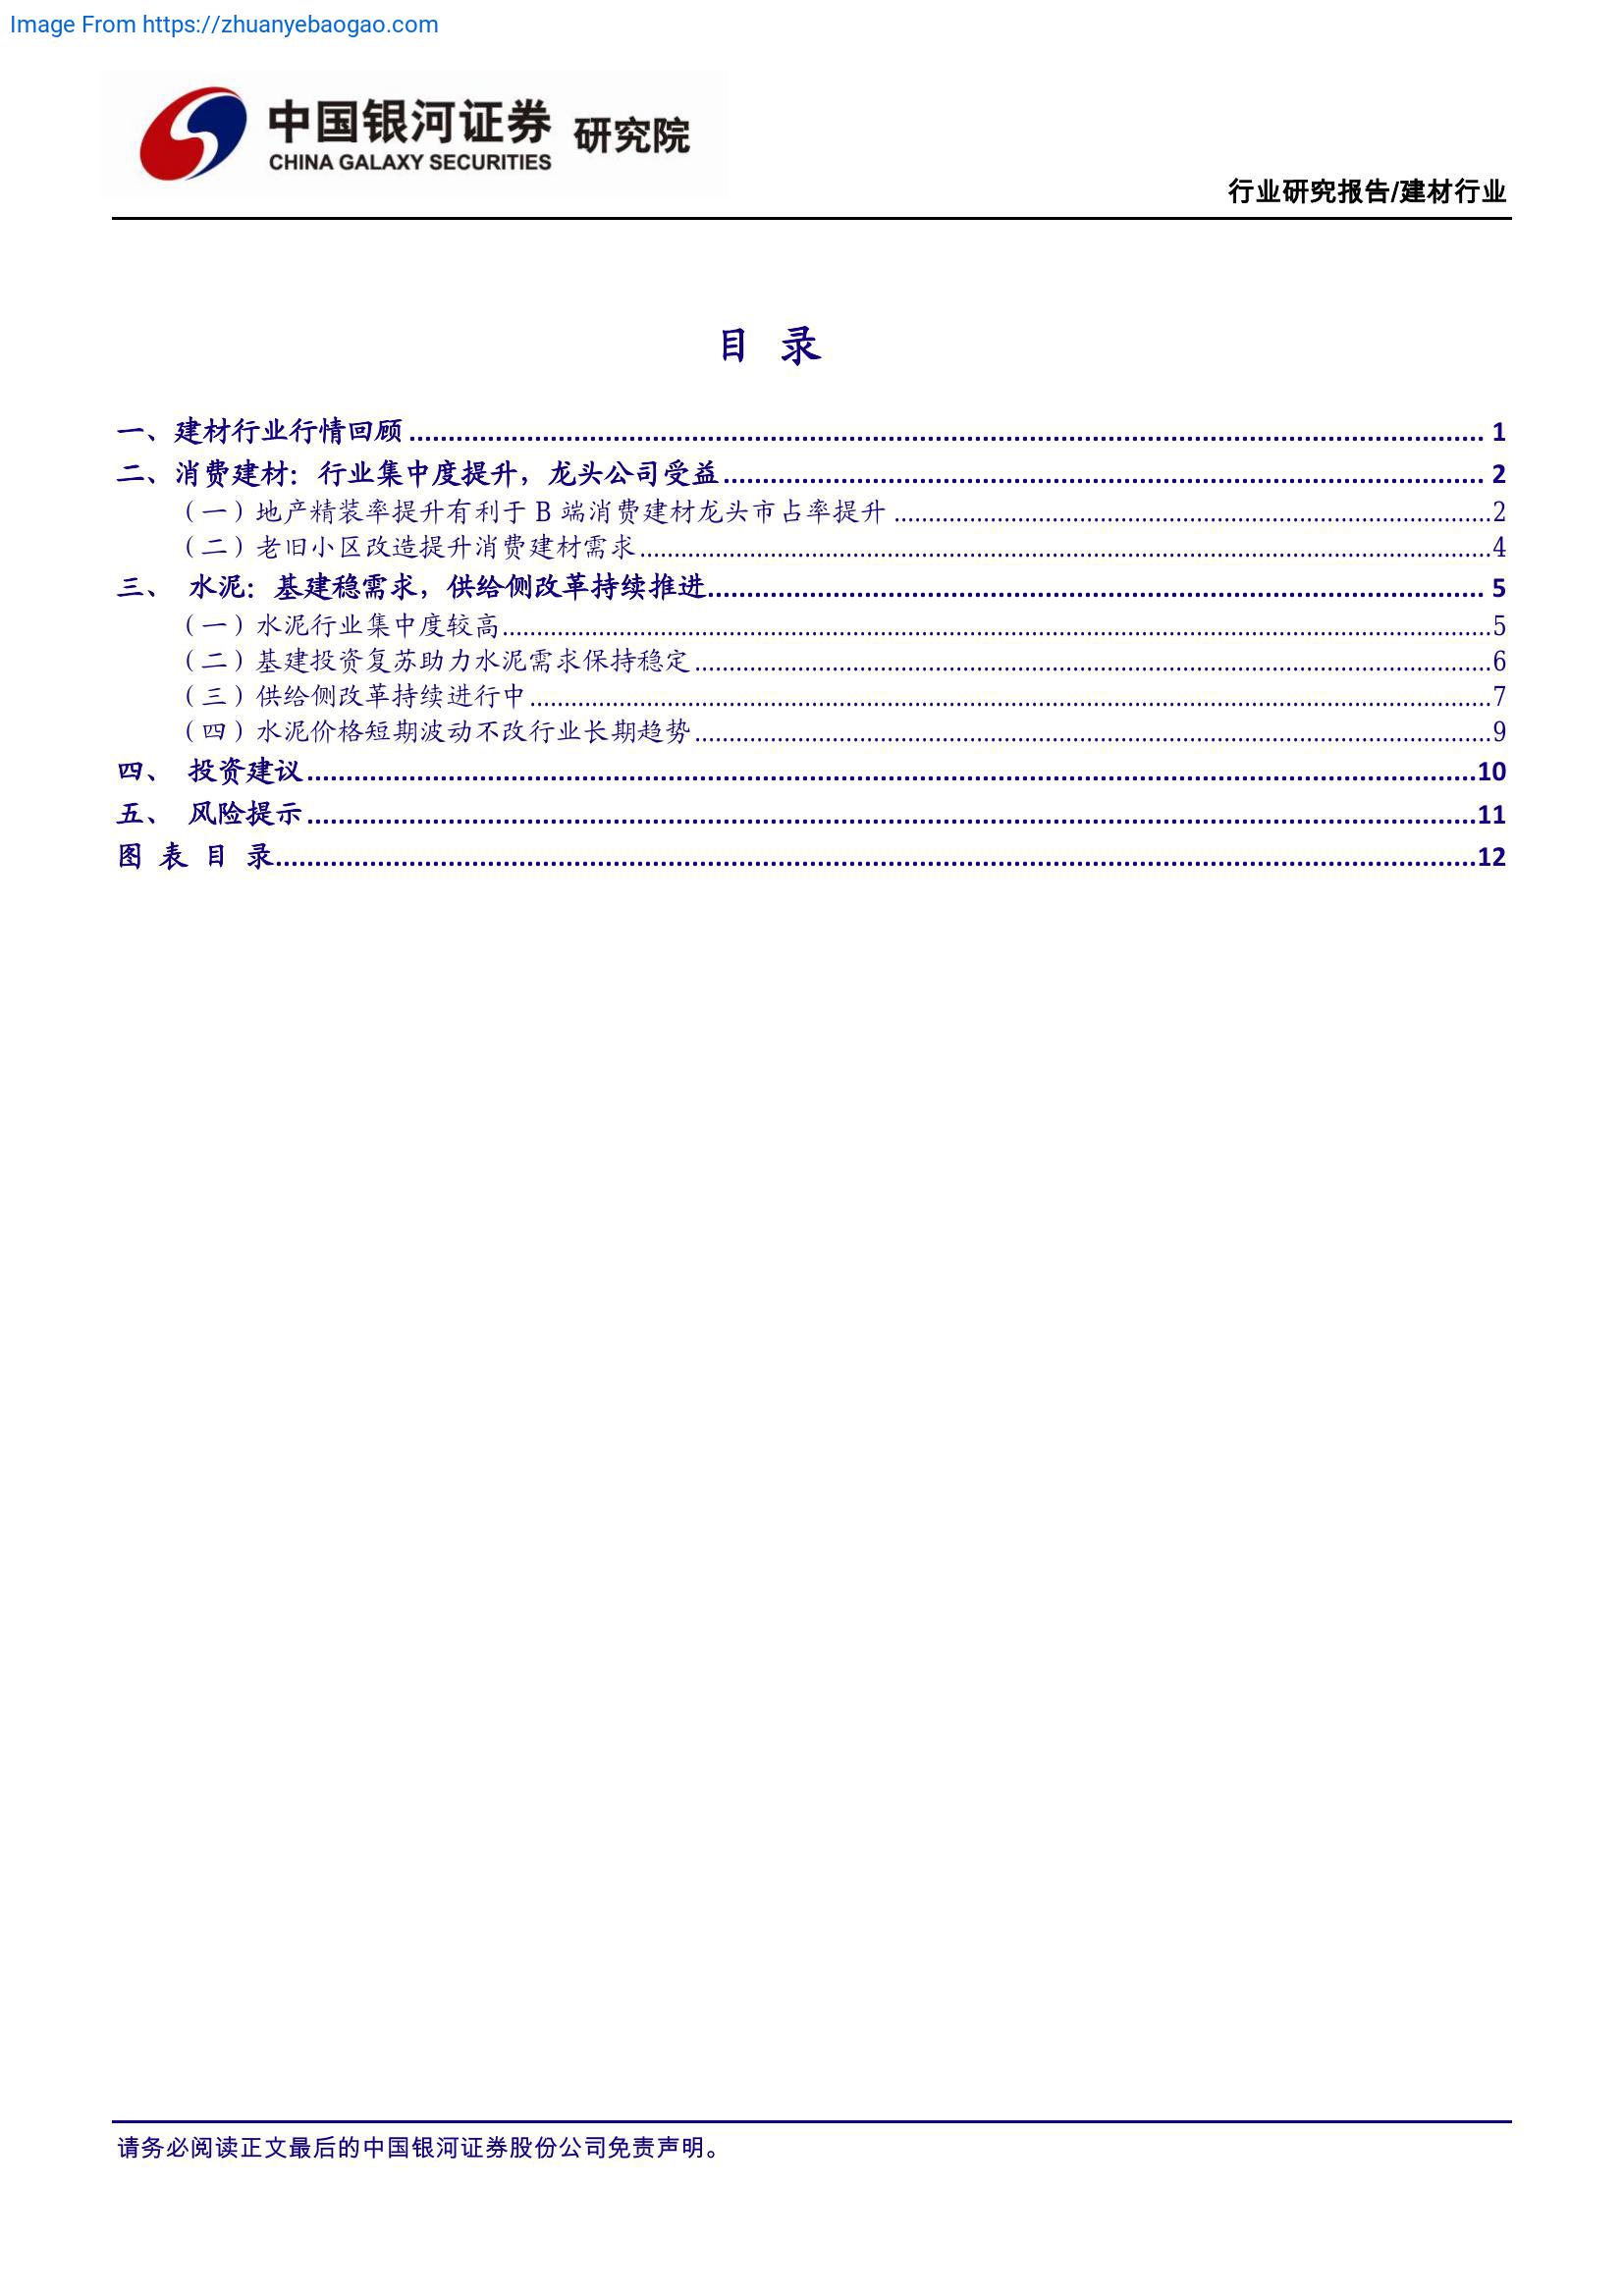 Image From https://zhuanyebaogao.com
中国银河证券 研究院
CHINA GALAXY SECURITIES
行业研究报告/建材行业
目 录
一、建材行业行情回顾 1
二、消费建材：行业集中度提升，龙头公司受益 2
（一）地产精装率提升有利于 B 端消费建材龙头市占率提升 2
（二）老旧小区改造提升消费建材需求 4
三、 水泥：基建稳需求，供给侧改革持续推进 5
（一）水泥行业集中度较高 5
（二）基建投资复苏助力水泥需求保持稳定 6
（三）供给侧改革持续进行中 7
（四）水泥价格短期波动不改行业长期趋势 9
四、 投资建议 10
五、 风险提示 11
图 表 目 录 12
请务必阅读正文最后的中国银河证券股份公司免责声明。